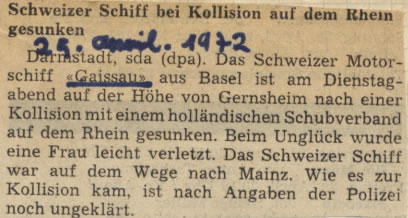 Schweizer Schiff bei Kollision auf dem Rhein
gesunken
25. april. 1972
Darmstadt, sda (dpa). Das Schweizer Motor-
schiff «Gaissau» aus Basel ist am Dienstag-
abend auf der Höhe von Gernsheim nach einer
Kollision mit einem holländischen Schubverband
auf dem Rhein gesunken. Beim Unglück wurde
eine Frau leicht verletzt. Das Schweizer Schiff
war auf dem Wege nach Mainz. Wie es zur
Kollision kam, ist nach Angaben der Polizei
noch ungeklärt.